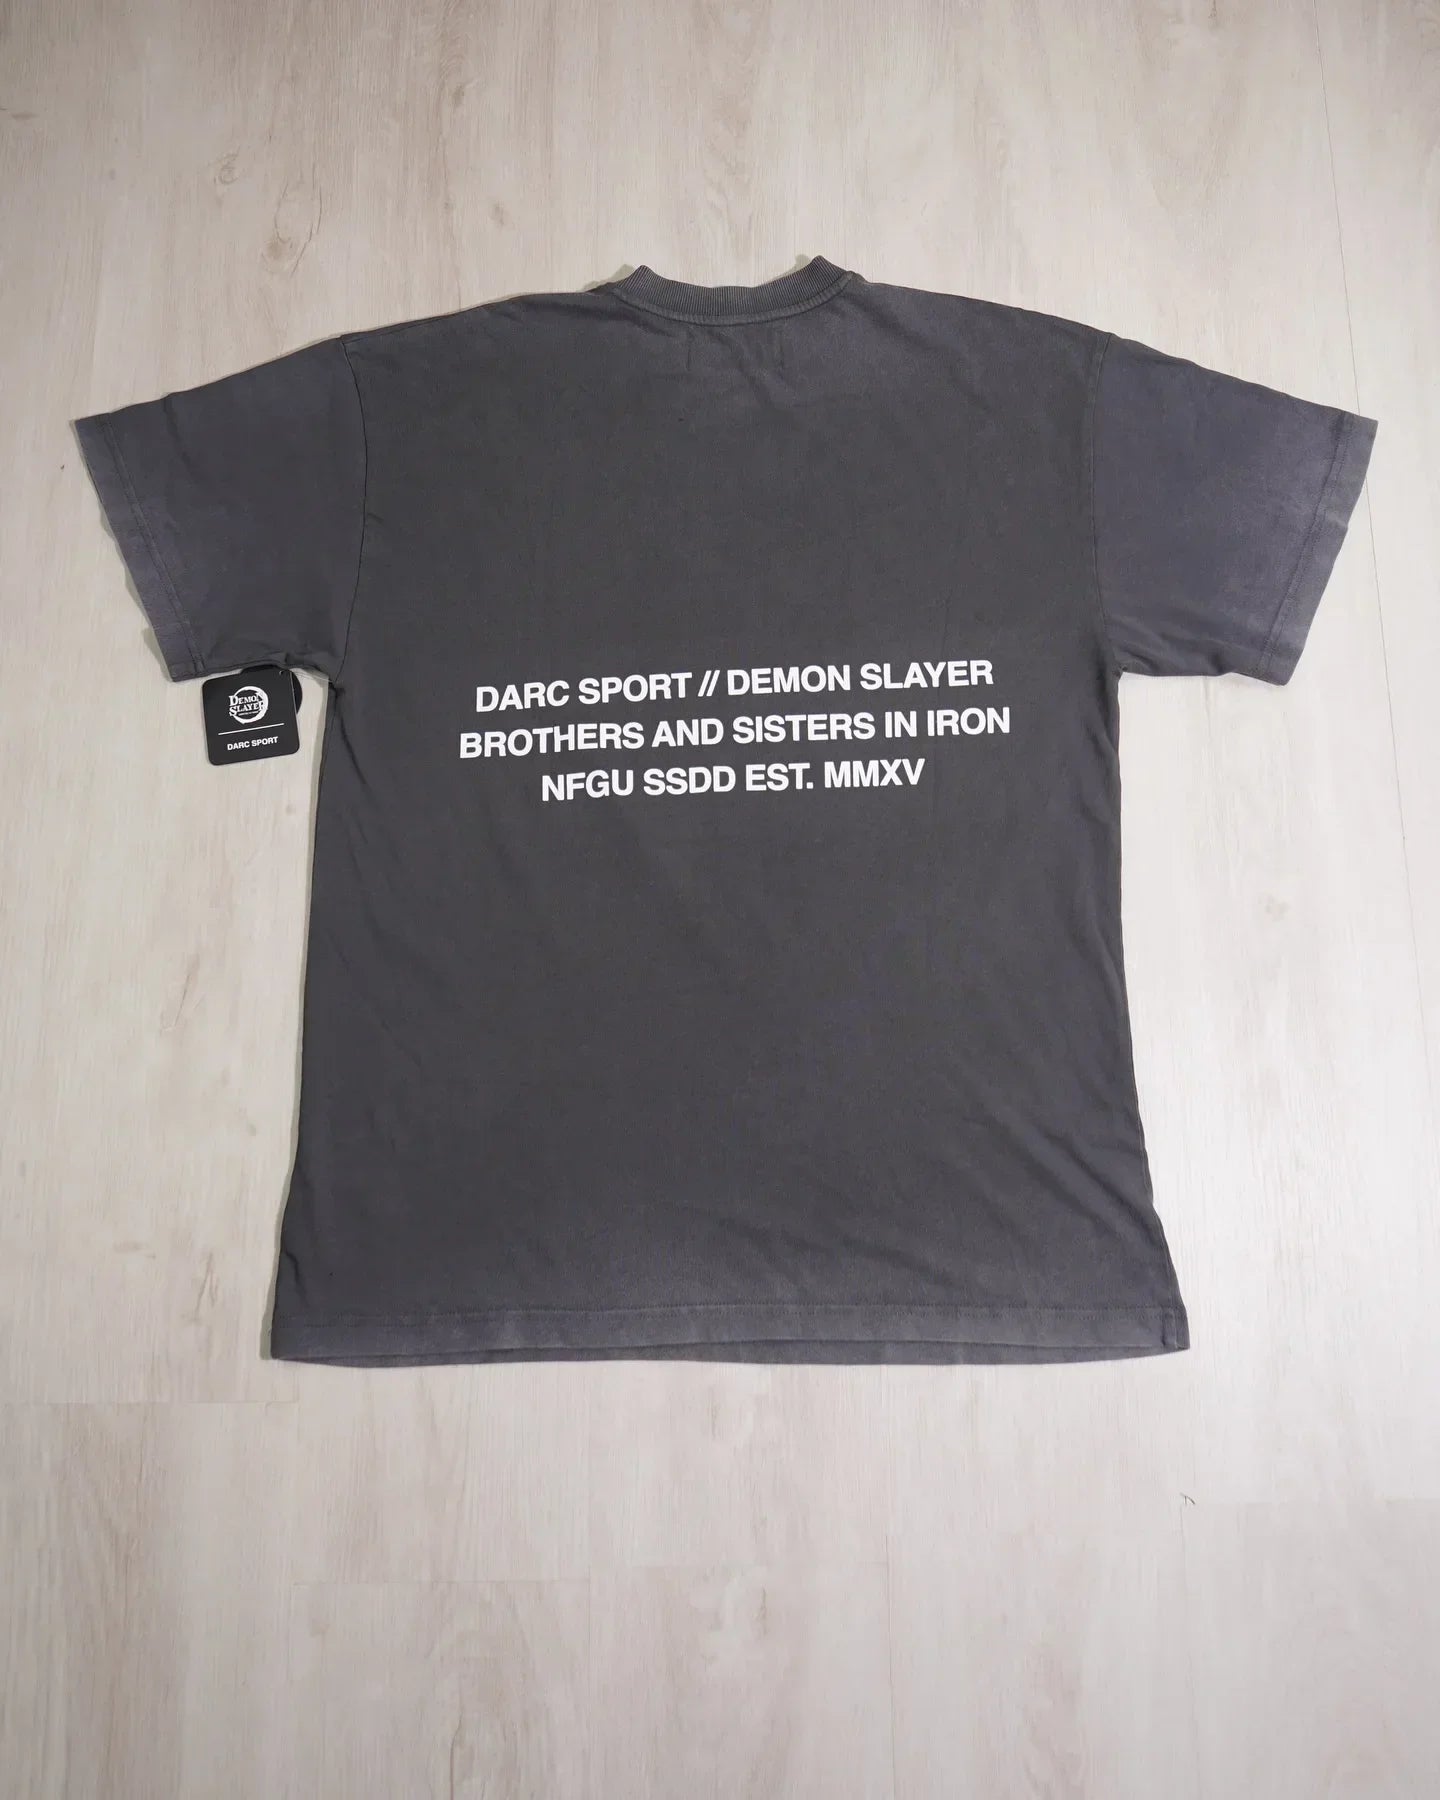 DARC SPORT // DEMON SLAYER
BROTHERS AND SISTERS IN IRON
NFGU SSDD EST. MMXV
DEMON
SLAYER
DARC SPORT